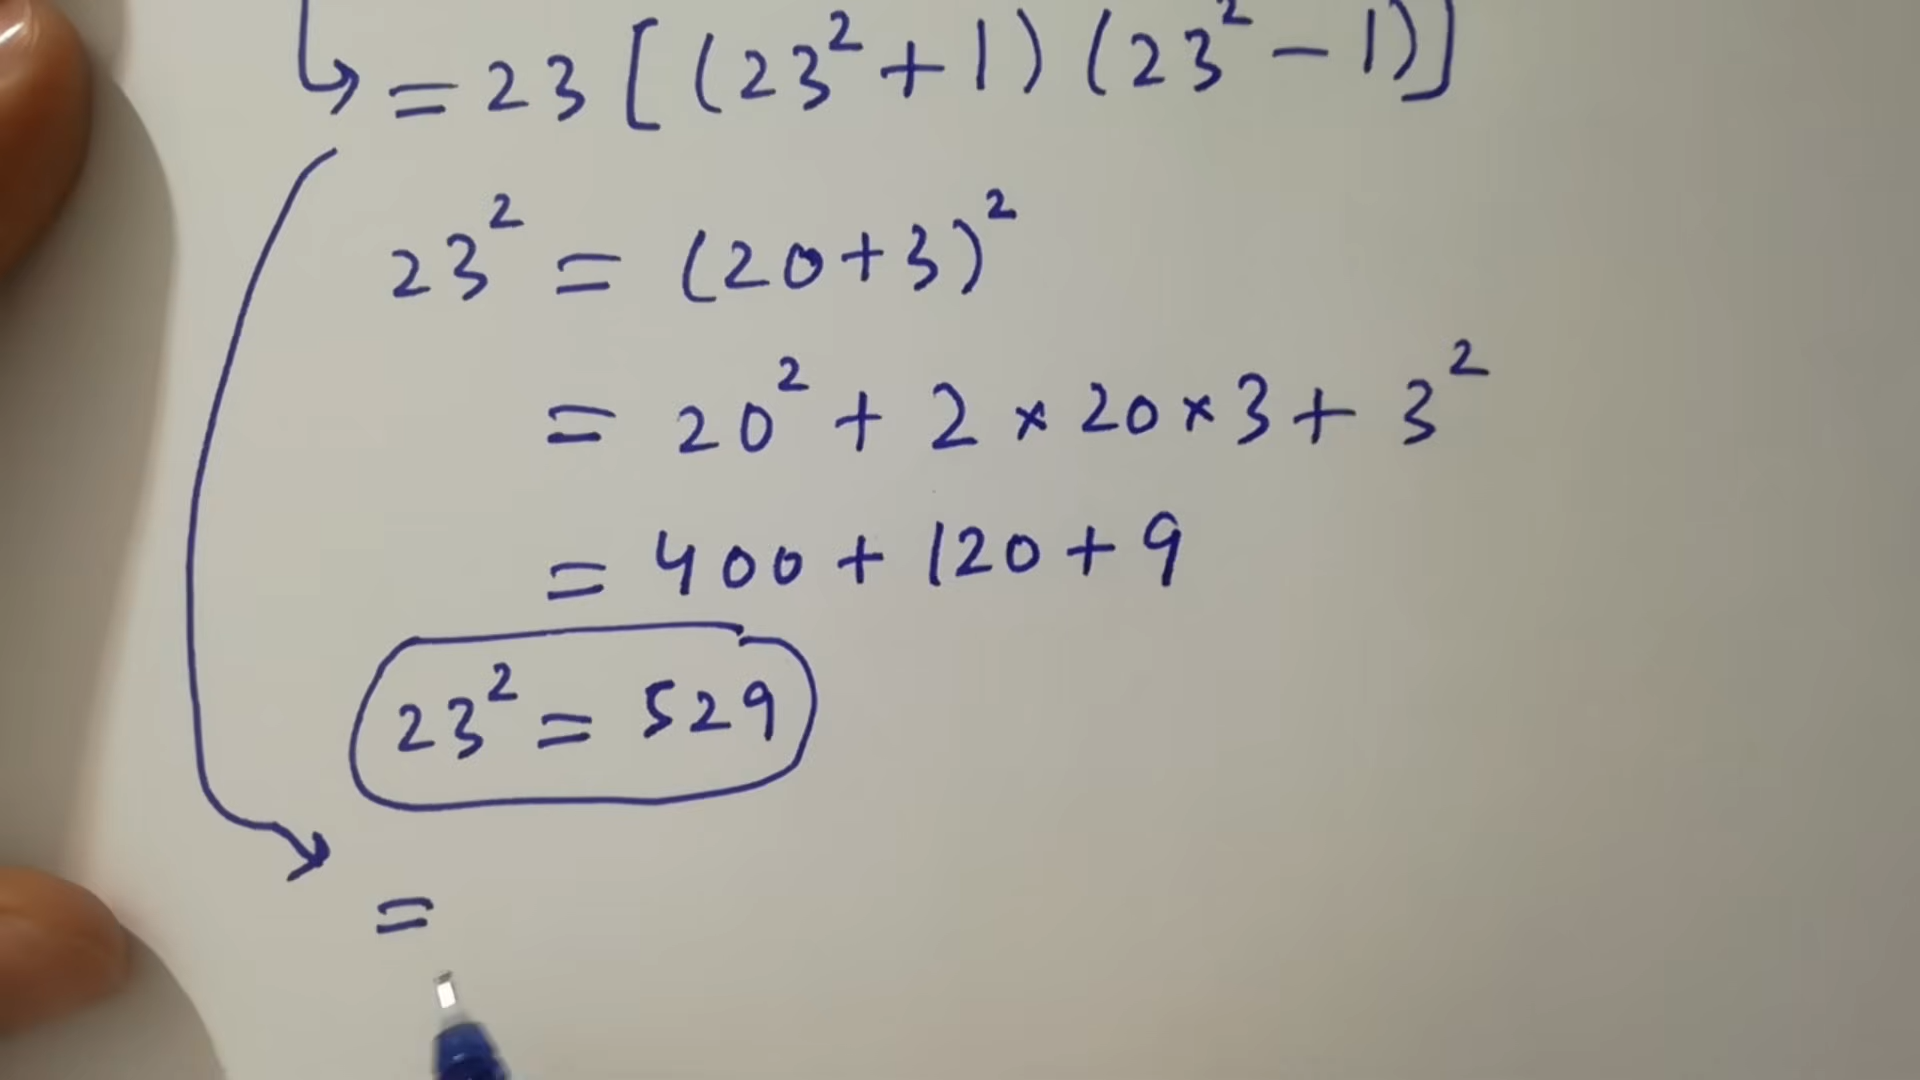 = 23 [(23² + 1) (23² - 1)]
23² = (20+3)²
= 20² + 2 × 20 × 3 + 3²
= 400 + 120 + 9
23² = 529
=